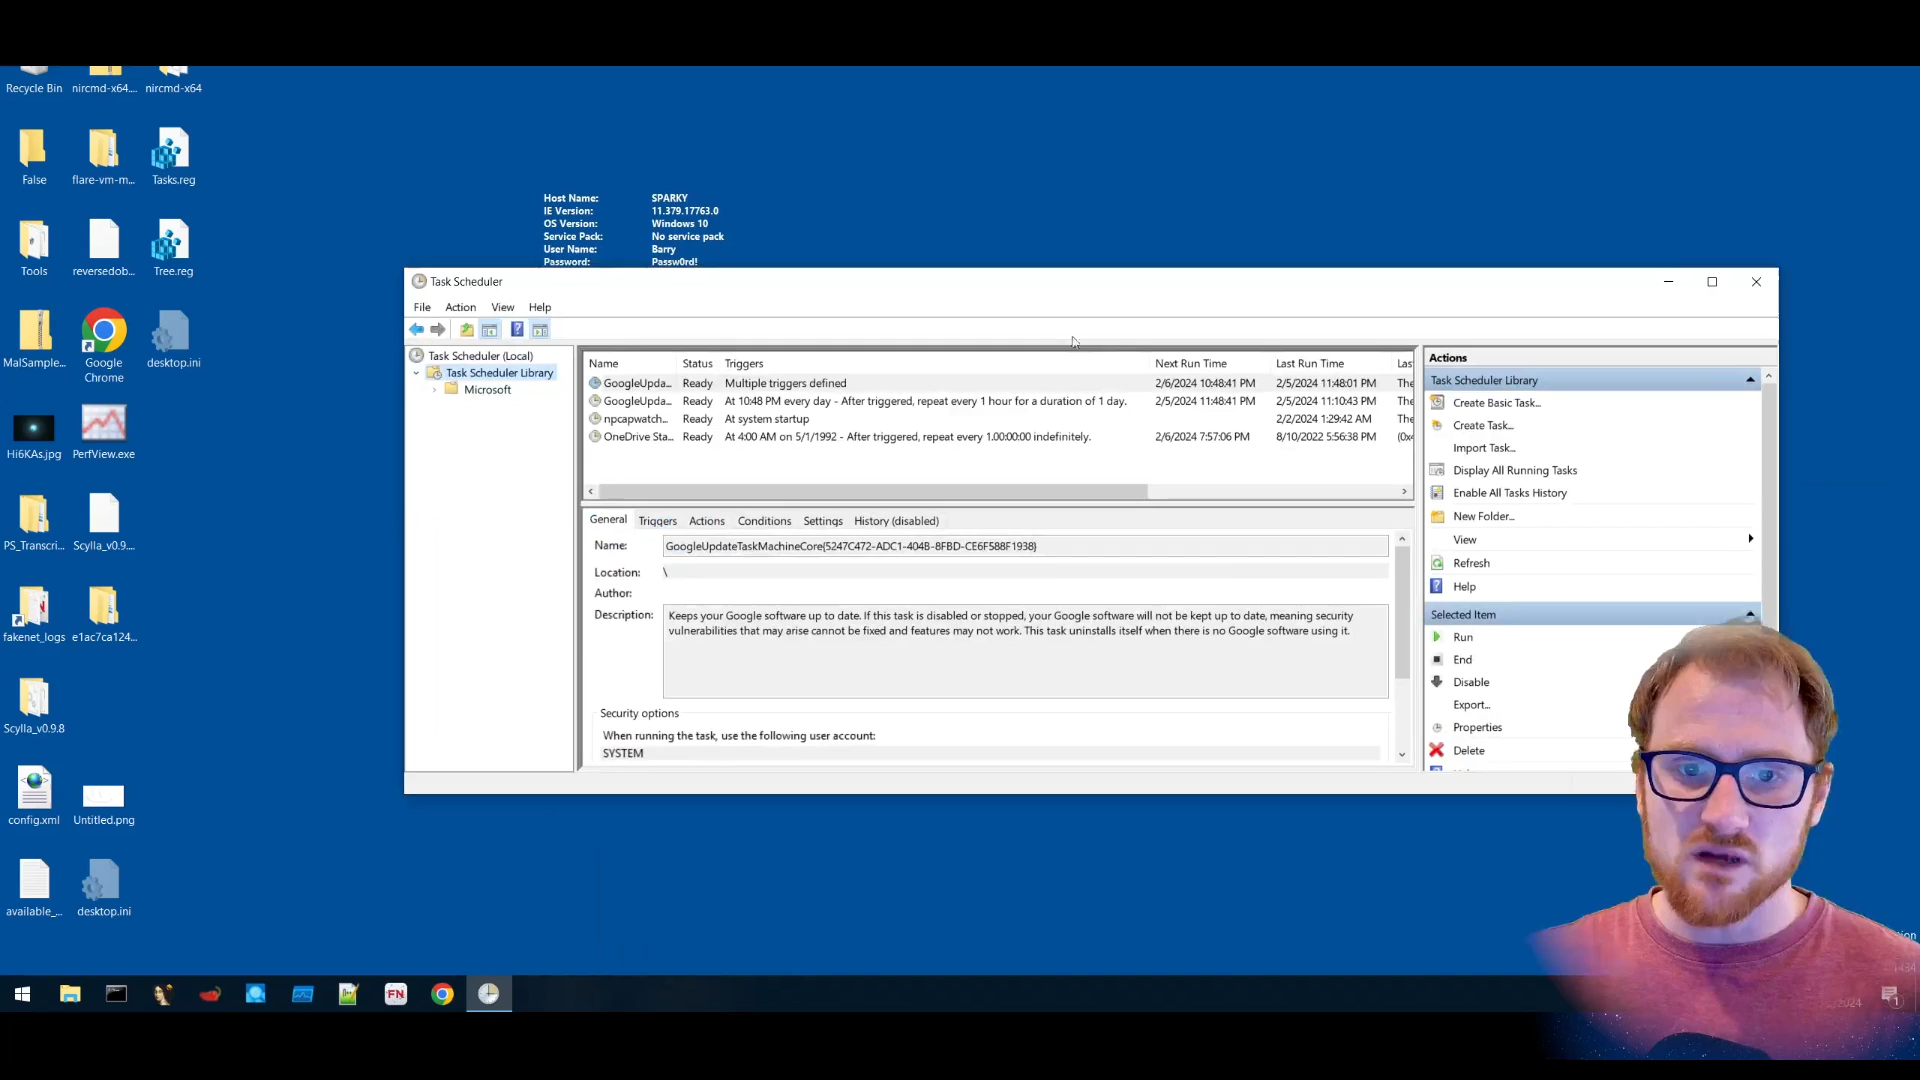 Recycle Bin
nircmd-x64....
nircmd-x64
False
flare-vm-m...
Tasks.reg
Tools
reversedob...
Tree.reg
MalSample...
Google Chrome
desktop.ini
Hi6KAs.jpg
PerfView.exe
PS_Transcri...
Scylla_v0.9....
fakenet_logs
e1ac7ca124...
Scylla_v0.9.8
config.xml
Untitled.png
available_...
desktop.ini
Host Name: SPARKY
IE Version: 11.379.17763.0
OS Version: Windows 10
Service Pack: No service pack
User Name: Barry
Password: Passw0rd!
Task Scheduler
File Action View Help
Task Scheduler (Local)
Task Scheduler Library
Microsoft
Name Status Triggers Next Run Time Last Run Time Las
GoogleUpda... Ready Multiple triggers defined 2/6/2024 10:48:41 PM 2/5/2024 11:48:01 PM The
GoogleUpda... Ready At 10:48 PM every day - After triggered, repeat every 1 hour for a duration of 1 day. 2/5/2024 11:48:41 PM 2/5/2024 11:10:43 PM The
npcapwatch... Ready At system startup 2/2/2024 1:29:42 AM The
OneDrive Sta... Ready At 4:00 AM on 5/1/1992 - After triggered, repeat every 1.00:00:00 indefinitely. 2/6/2024 7:57:06 PM 8/10/2022 5:56:38 PM (0x4
General Triggers Actions Conditions Settings History (disabled)
Name: GoogleUpdateTaskMachineCore{5247C472-ADC1-404B-8FBD-CE6F588F1938}
Location: \
Author:
Description: Keeps your Google software up to date. If this task is disabled or stopped, your Google software will not be kept up to date, meaning security
vulnerabilities that may arise cannot be fixed and features may not work. This task uninstalls itself when there is no Google software using it.
Security options
When running the task, use the following user account:
SYSTEM
Actions
Task Scheduler Library
Create Basic Task...
Create Task...
Import Task...
Display All Running Tasks
Enable All Tasks History
New Folder...
View
Refresh
Help
Selected Item
Run
End
Disable
Export...
Properties
Delete
FN
1